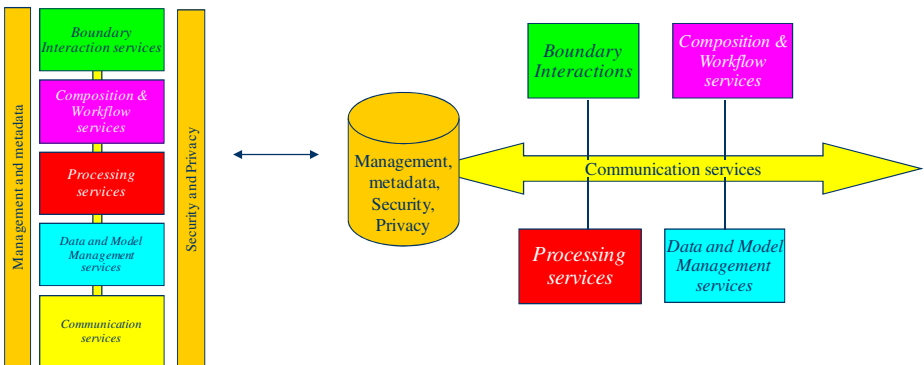 Management and metadata
Boundary
Interaction services
Composition &
Workflow
services
Processing
services
Data and Model
Management
services
Communication
services
Security and Privacy
Management,
metadata,
Security,
Privacy
Boundary
Interactions
Composition &
Workflow
services
Communication services
Processing
services
Data and Model
Management
services